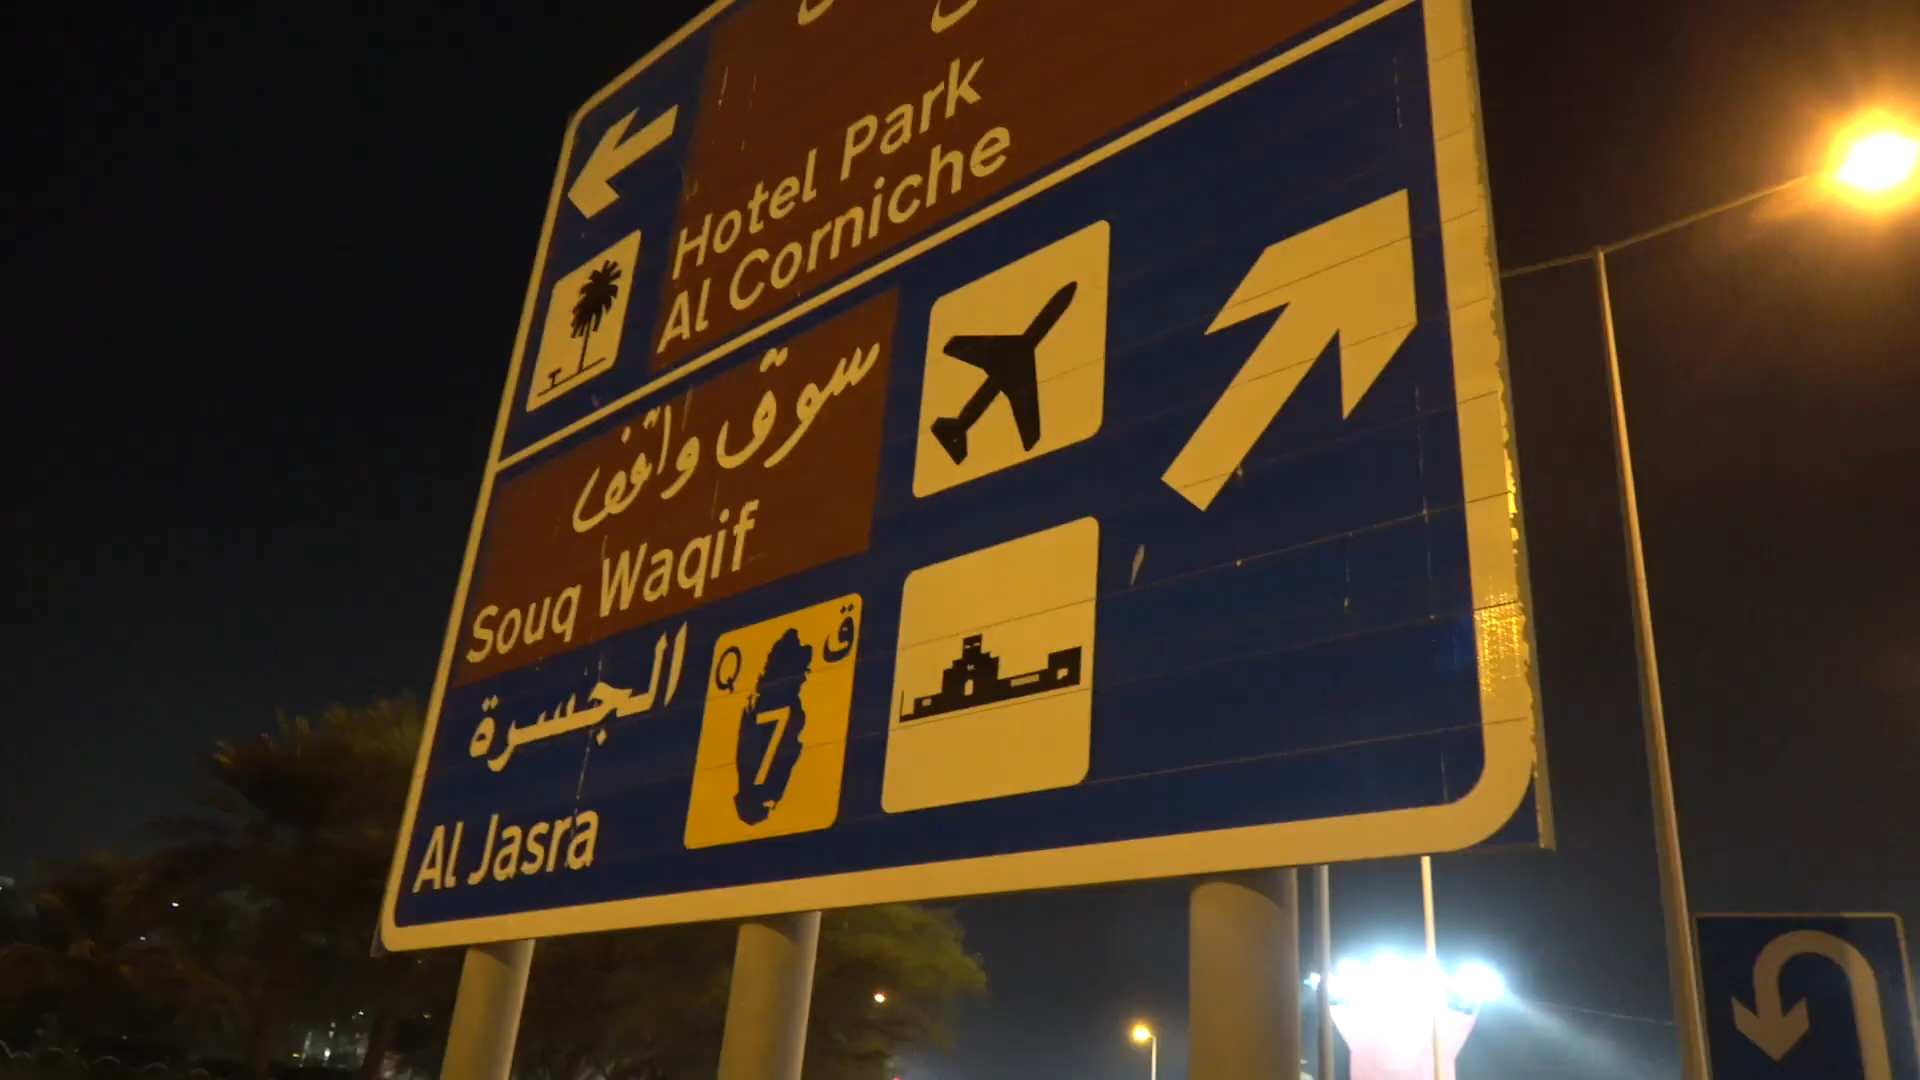 Hotel Park
Al Corniche
سوق واقف
Souq Waqif
الجسرة
Al Jasra
Q ق
7